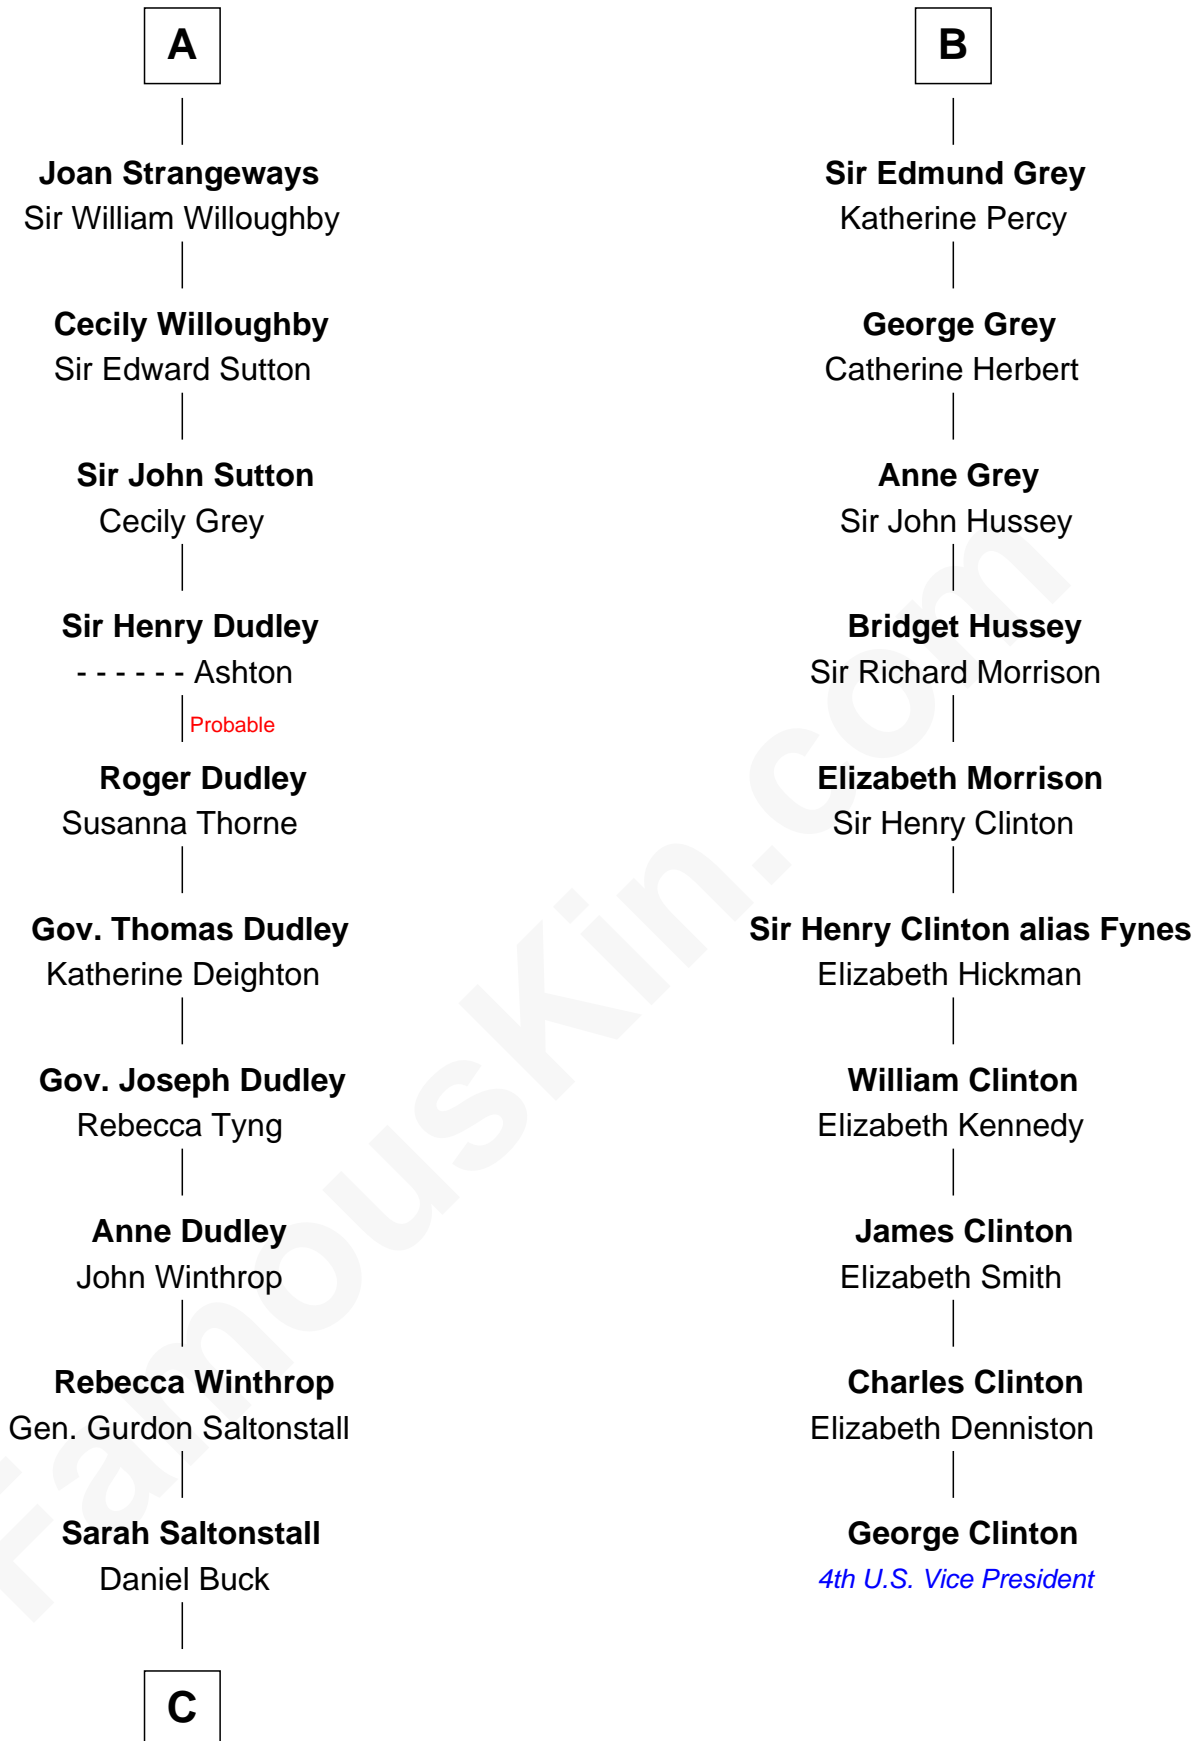 A
Joan Strangeways
Sir William Willoughby
Cecily Willoughby
Sir Edward Sutton
Sir John Sutton
Cecily Grey
Sir Henry Dudley
- - - - - - Ashton
Probable
Roger Dudley
Susanna Thorne
Gov. Thomas Dudley
Katherine Deighton
Gov. Joseph Dudley
Rebecca Tyng
Anne Dudley
John Winthrop
Rebecca Winthrop
Gen. Gurdon Saltonstall
Sarah Saltonstall
Daniel Buck
C
B
Sir Edmund Grey
Katherine Percy
George Grey
Catherine Herbert
Anne Grey
Sir John Hussey
Bridget Hussey
Sir Richard Morrison
Elizabeth Morrison
Sir Henry Clinton
Sir Henry Clinton alias Fynes
Elizabeth Hickman
William Clinton
Elizabeth Kennedy
James Clinton
Elizabeth Smith
Charles Clinton
Elizabeth Denniston
George Clinton
4th U.S. Vice President
FamousKin.com